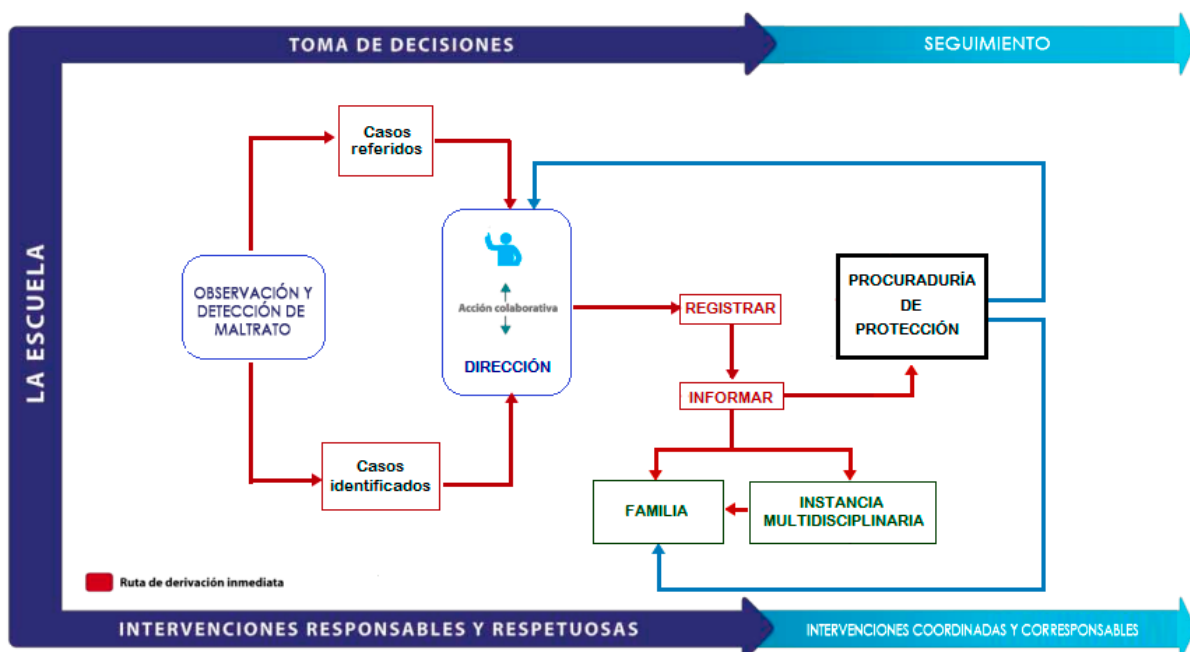 TOMA DE DECISIONES
SEGUIMIENTO
LA ESCUELA
Casos
referidos
OBSERVACIÓN Y
DETECCIÓN DE
MALTRATO
Acción colaborativa
DIRECCIÓN
REGISTRAR
PROCURADURÍA
DE
PROTECCIÓN
INFORMAR
Casos
identificados
FAMILIA
INSTANCIA
MULTIDISCIPLINARIA
Ruta de derivación inmediata
INTERVENCIONES RESPONSABLES Y RESPETUOSAS
INTERVENCIONES COORDINADAS Y CORRESPONSABLES